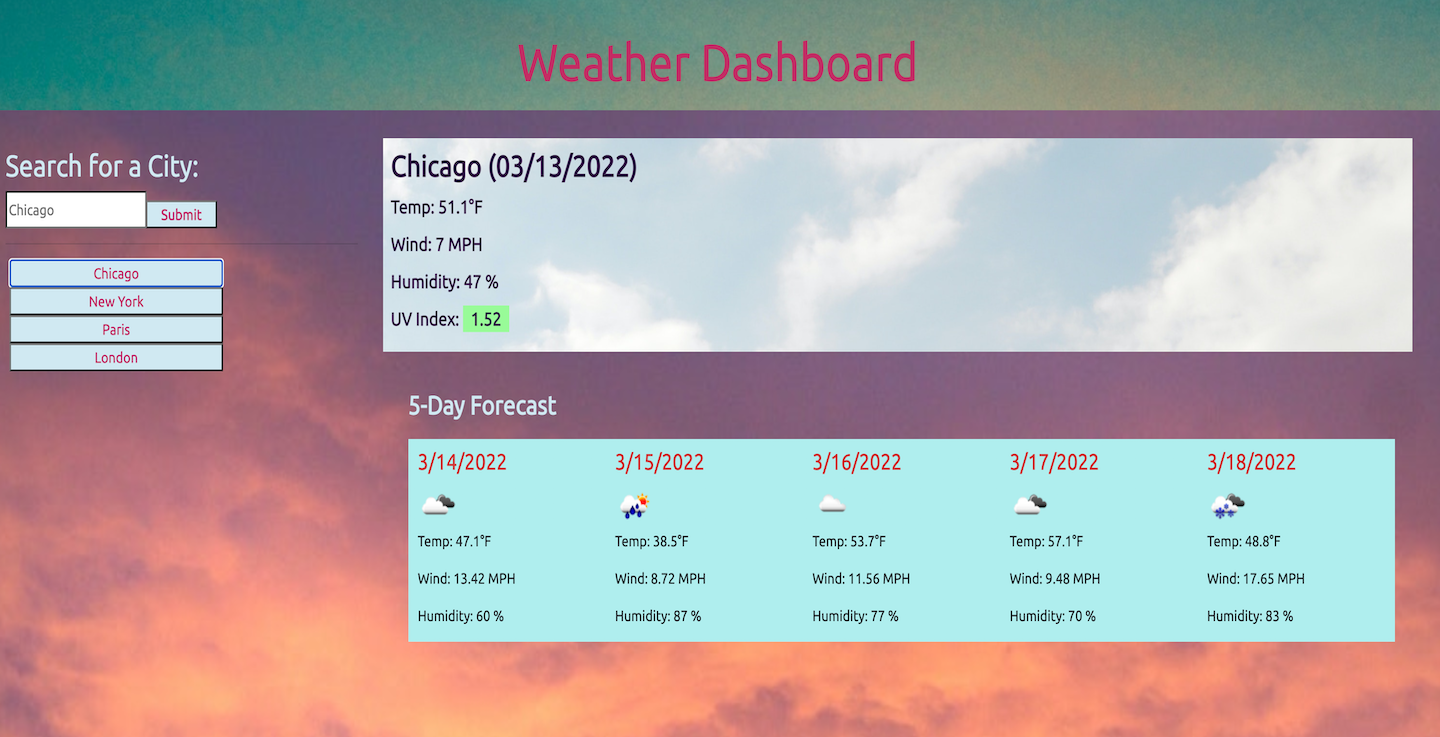 Weather Dashboard
Search for a City:
Chicago Submit
Chicago
New York
Paris
London
Chicago (03/13/2022)
Temp: 51.1°F
Wind: 7 MPH
Humidity: 47 %
UV Index: 1.52
5-Day Forecast
3/14/2022 3/15/2022 3/16/2022 3/17/2022 3/18/2022
Temp: 47.1°F Temp: 38.5°F Temp: 53.7°F Temp: 57.1°F Temp: 48.8°F
Wind: 13.42 MPH Wind: 8.72 MPH Wind: 11.56 MPH Wind: 9.48 MPH Wind: 17.65 MPH
Humidity: 60 % Humidity: 87 % Humidity: 77 % Humidity: 70 % Humidity: 83 %